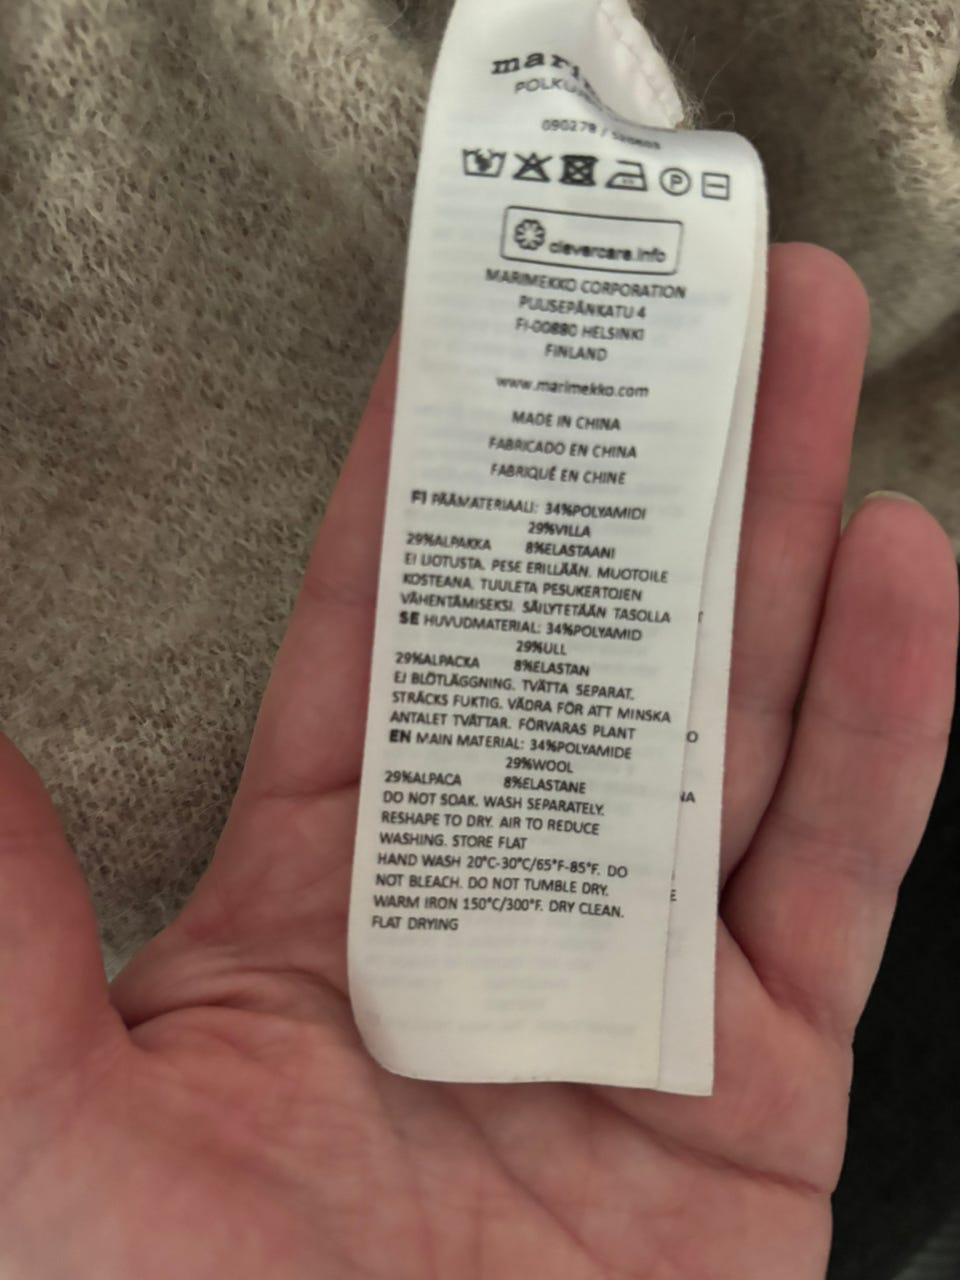 090278 /
P
clevercare.info
MARIMEKKO CORPORATION
PUUSEPÄNKATU 4
FI-00880 HELSINKI
FINLAND
www.marimekko.com
MADE IN CHINA
FABRICADO EN CHINA
FABRIQUÉ EN CHINE
FI PÄÄMATERIAALI: 34%POLYAMIDI
29%VILLA
29%ALPAKKA 8%ELASTAANI
EI LIOTUSTA. PESE ERILLÄÄN. MUOTOILE
KOSTEANA. TUULETA PESUKERTOJEN
VÄHENTÄMISEKSI. SÄILYTETÄÄN TASOLLA
SE HUVUDMATERIAL: 34%POLYAMID
29%ULL
29%ALPACKA 8%ELASTAN
EJ BLÖTLÄGGNING. TVÄTTA SEPARAT.
STRÄCKS FUKTIG. VÄDRA FÖR ATT MINSKA
ANTALET TVÄTTAR. FÖRVARAS PLANT
EN MAIN MATERIAL: 34%POLYAMIDE
29%WOOL
29%ALPACA 8%ELASTANE
DO NOT SOAK. WASH SEPARATELY.
RESHAPE TO DRY. AIR TO REDUCE
WASHING. STORE FLAT
HAND WASH 20°C-30°C/65°F-85°F. DO
NOT BLEACH. DO NOT TUMBLE DRY.
WARM IRON 150°C/300°F. DRY CLEAN.
FLAT DRYING